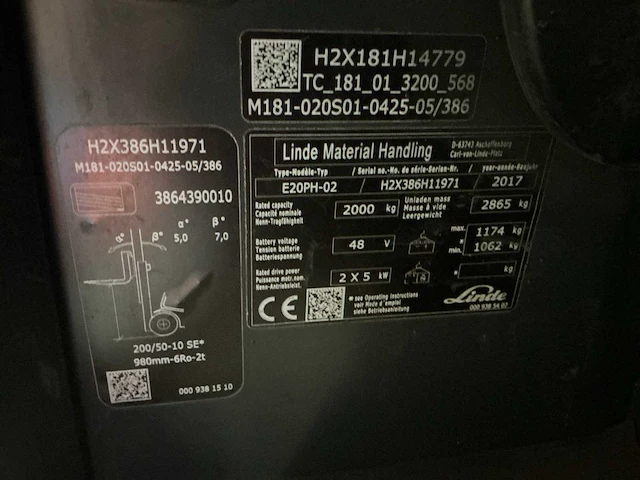 H2X181H14779
TC_181_01_3200_568
M181-020S01-0425-05/386
H2X386H11971
M181-020S01-0425-05/386
3864390010
α° β°
α° β° 5,0 7,0
200/50-10 SE*
980mm-6Ro-2t
000 938 15 10
Linde Material Handling
D-63743 Aschaffenburg
Carl-von-Linde-Platz
Type-Modèle-Typ / Serial no.-No. de série-Serien-Nr. / year-année-Baujahr
E20PH-02 / H2X386H11971 / 2017
Rated capacity
Capacité nominale
Nenn-Tragfähigkeit
2000 kg
Unladen mass
Masse à vide
Leergewicht
2865 kg
Battery voltage
Tension batterie
Batteriespannung
48 V
max. 1174 kg
*
min. 1062 kg
Rated drive power
Puissance motr.nom.
Nenn-Antriebsleist.
2 X 5 kW
* kg
CE
* see Operating instructions
voir Mode d'emploi
siehe Betriebsanleitung
Linde
000 938 54 02